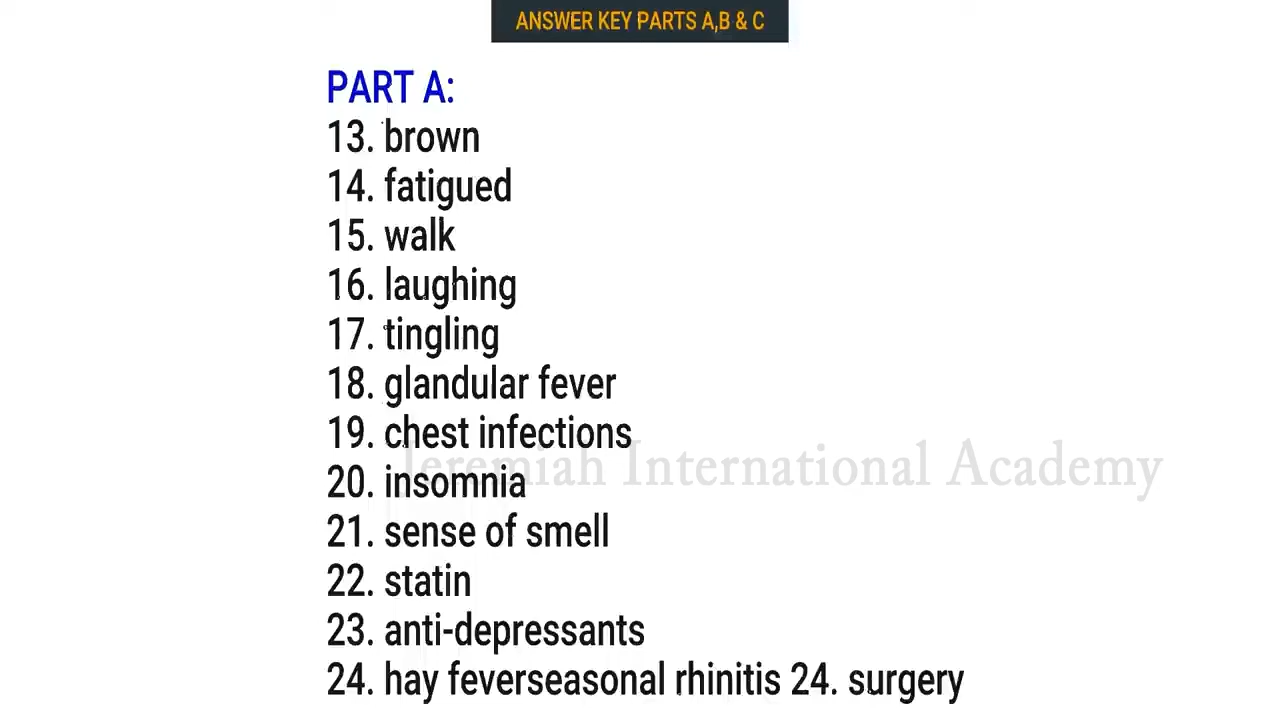 ANSWER KEY PARTS A,B & C
PART A:
13. brown
14. fatigued
15. walk
16. laughing
17. tingling
18. glandular fever
19. chest infections
Jeremiah International Academy
20. insomnia
21. sense of smell
22. statin
23. anti-depressants
24. hay feverseasonal rhinitis 24. surgery